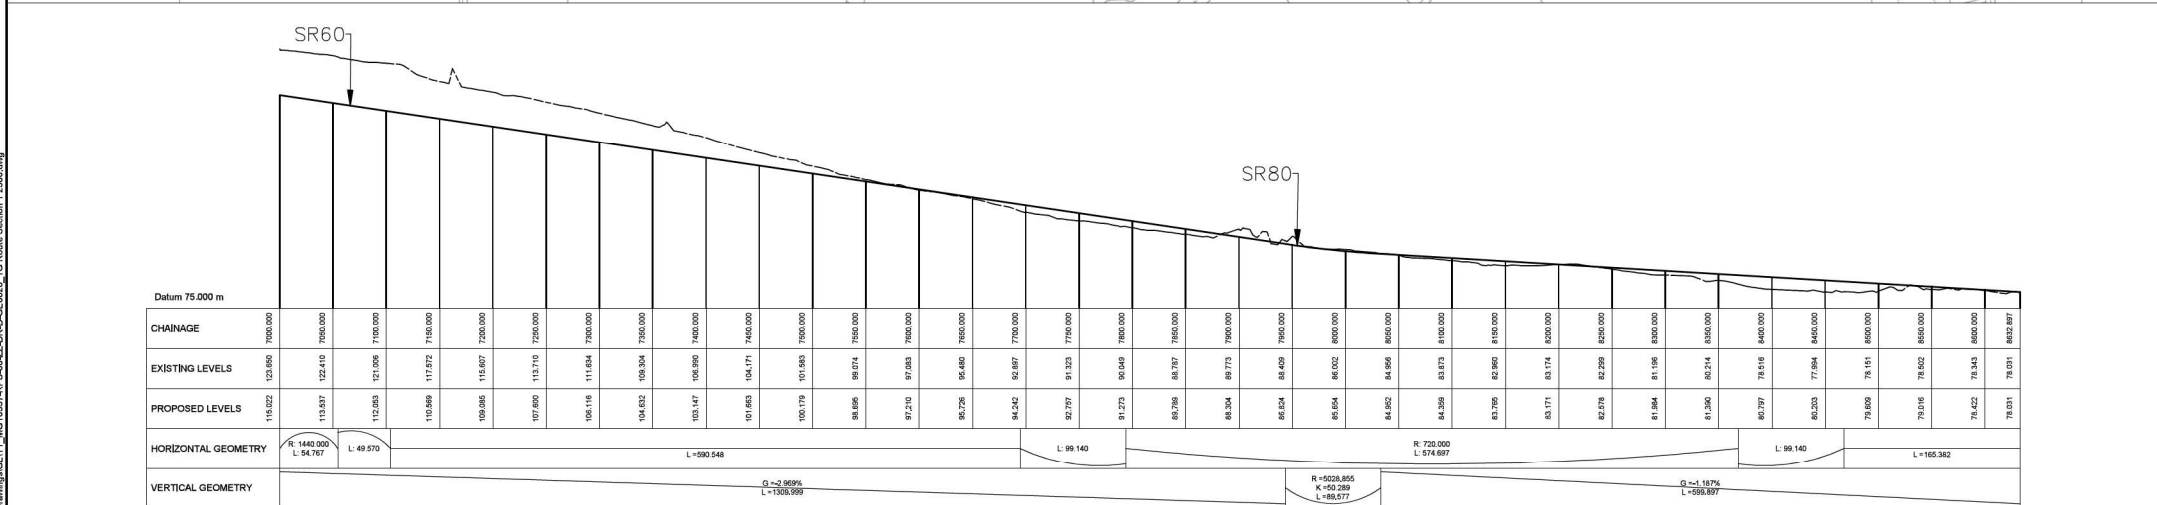 SR60
SR80
Datum 75.000 m
CHAINAGE 7000.000 7050.000 7100.000 7150.000 7200.000 7250.000 7300.000 7350.000 7400.000 7450.000 7500.000 7550.000 7600.000 7650.000 7700.000 7750.000 7800.000 7850.000 7900.000 7950.000 8000.000 8050.000 8100.000 8150.000 8200.000 8250.000 8300.000 8350.000 8400.000 8450.000 8500.000 8550.000 8600.000 8632.897
EXISTING LEVELS 123.650 122.410 121.006 117.572 115.607 113.710 111.634 109.304 106.990 104.171 101.583 99.074 97.083 95.480 92.897 91.323 90.049 88.787 89.773 88.409 86.002 84.956 83.873 82.960 83.174 82.299 81.196 80.214 78.516 77.994 78.151 78.502 78.343 78.031
PROPOSED LEVELS 115.022 113.537 112.053 110.569 109.085 107.600 106.116 104.632 103.147 101.663 100.179 98.695 97.210 95.726 94.242 92.757 91.273 89.789 88.304 86.824 85.654 84.952 84.359 83.765 83.171 82.578 81.984 81.390 80.797 80.203 79.609 79.016 78.422 78.031
HORIZONTAL GEOMETRY
R: 1440.000
L: 54.767
L: 49.570
L =590.548
L: 99.140
R: 720.000
L: 574.697
L: 99.140
L =165.382
VERTICAL GEOMETRY
G =-2.969%
L =1309.999
R =5028.855
K =50.289
L =89.577
G =-1.187%
L =599.897